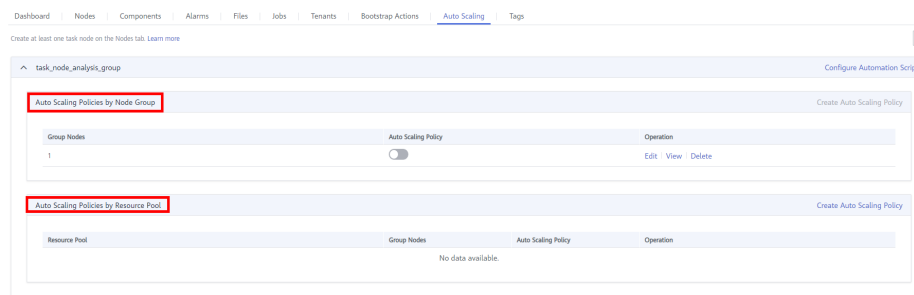 Dashboard Nodes Components Alarms Files Jobs Tenants Bootstrap Actions Auto Scaling Tags
Create at least one task node on the Nodes tab. Learn more
task_node_analysis_group Configure Automation Scrip
Auto Scaling Policies by Node Group Create Auto Scaling Policy
Group Nodes Auto Scaling Policy Operation
1 Edit View Delete
Auto Scaling Policies by Resource Pool Create Auto Scaling Policy
Resource Pool Group Nodes Auto Scaling Policy Operation
No data available.